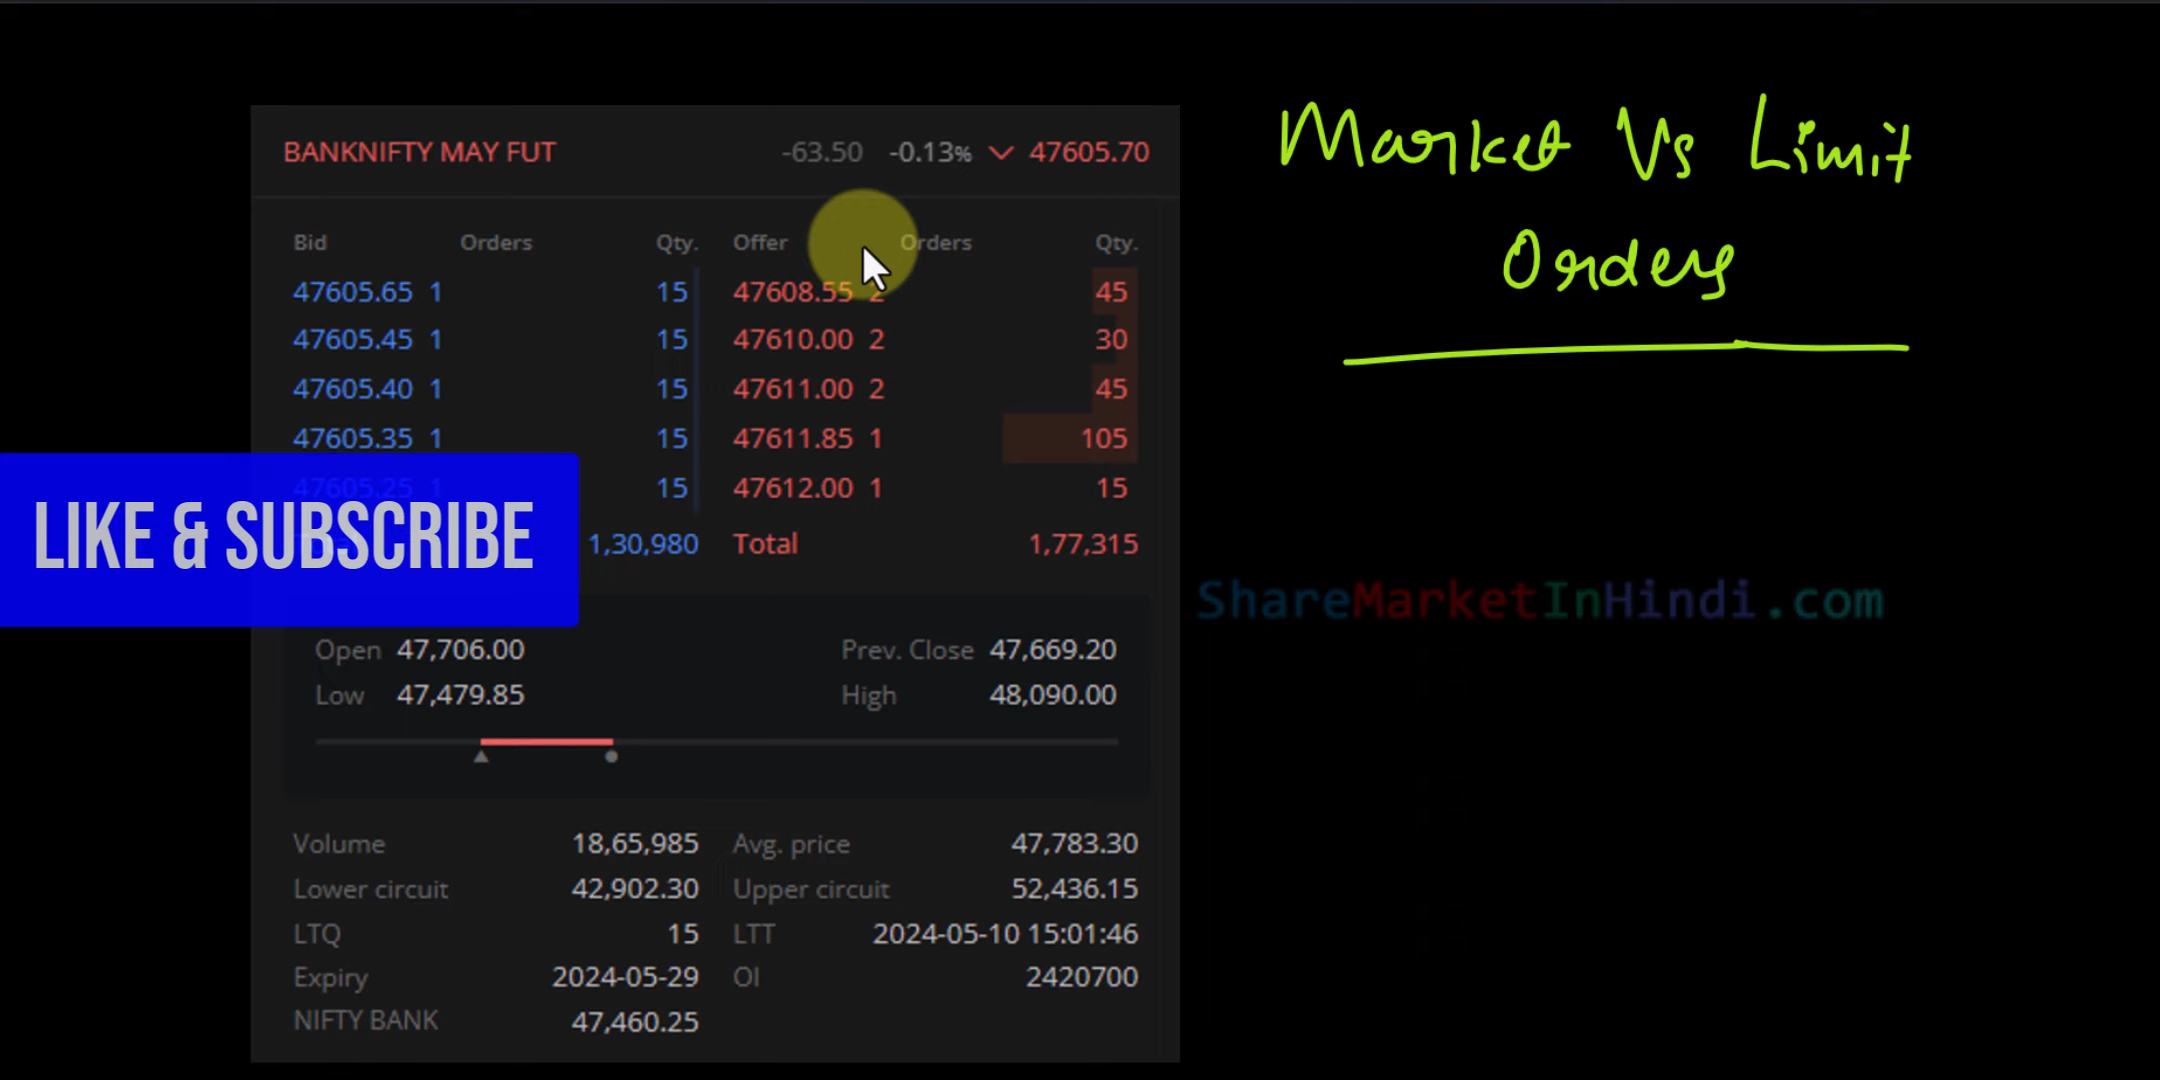 BANKNIFTY MAY FUT -63.50 -0.13% 47605.70
Bid Orders Qty. Offer Orders Qty.
47605.65 1 15 47608.55 2 45
47605.45 1 15 47610.00 2 30
47605.40 1 15 47611.00 2 45
47605.35 1 15 47611.85 1 105
47605.25 1 15 47612.00 1 15
1,30,980 Total 1,77,315
LIKE & SUBSCRIBE
Open 47,706.00 Prev. Close 47,669.20
Low 47,479.85 High 48,090.00
Volume 18,65,985 Avg. price 47,783.30
Lower circuit 42,902.30 Upper circuit 52,436.15
LTQ 15 LTT 2024-05-10 15:01:46
Expiry 2024-05-29 OI 2420700
NIFTY BANK 47,460.25
Market Vs Limit
Orders
ShareMarketInHindi.com